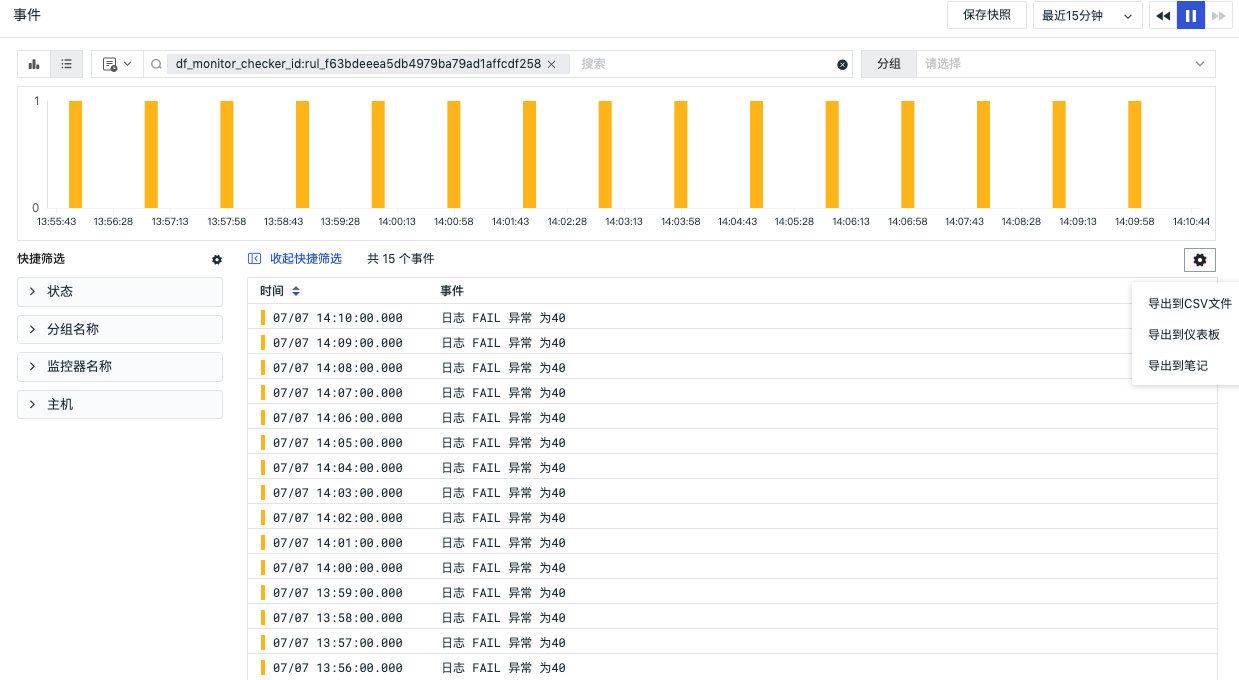 事件
保存快照
最近15分钟
df_monitor_checker_id:rul_f63bdeeea5db4979ba79ad1affcdf258
搜索
分组
请选择
1
0
13:55:43 13:56:28 13:57:13 13:57:58 13:58:43 13:59:28 14:00:13 14:00:58 14:01:43 14:02:28 14:03:13 14:03:58 14:04:43 14:05:28 14:06:13 14:06:58 14:07:43 14:08:28 14:09:13 14:09:58 14:10:44
快捷筛选
状态
分组名称
监控器名称
主机
收起快捷筛选 共 15 个事件
导出到CSV文件
导出到仪表板
导出到笔记
时间 事件
07/07 14:10:00.000 日志 FAIL 异常 为40
07/07 14:09:00.000 日志 FAIL 异常 为40
07/07 14:08:00.000 日志 FAIL 异常 为40
07/07 14:07:00.000 日志 FAIL 异常 为40
07/07 14:06:00.000 日志 FAIL 异常 为40
07/07 14:05:00.000 日志 FAIL 异常 为40
07/07 14:04:00.000 日志 FAIL 异常 为40
07/07 14:03:00.000 日志 FAIL 异常 为40
07/07 14:02:00.000 日志 FAIL 异常 为40
07/07 14:01:00.000 日志 FAIL 异常 为40
07/07 14:00:00.000 日志 FAIL 异常 为40
07/07 13:59:00.000 日志 FAIL 异常 为40
07/07 13:58:00.000 日志 FAIL 异常 为40
07/07 13:57:00.000 日志 FAIL 异常 为40
07/07 13:56:00.000 日志 FAIL 异常 为40